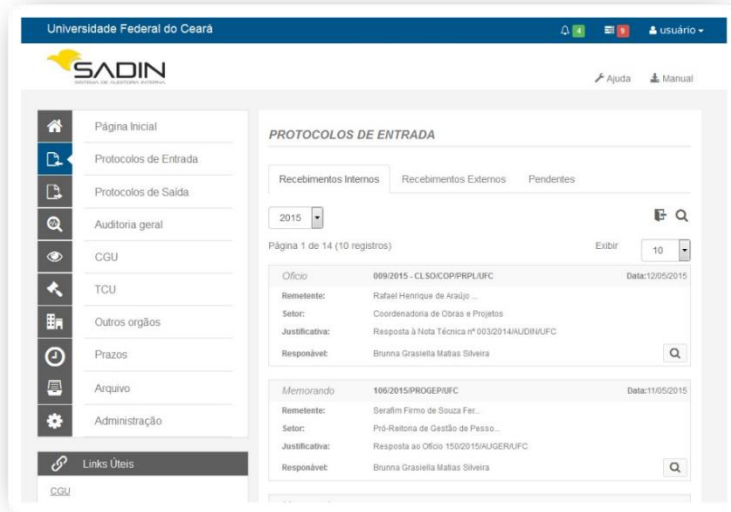 Universidade Federal do Ceará
4
9
usuário
SADIN
SISTEMA DE AUDITORIA INTERNA
Ajuda
Manual
Página Inicial
Protocolos de Entrada
Protocolos de Saída
Auditoria geral
CGU
TCU
Outros orgãos
Prazos
Arquivo
Administração
Links Úteis
CGU
PROTOCOLOS DE ENTRADA
Recebimentos Internos Recebimentos Externos Pendentes
2015
Página 1 de 14 (10 registros) Exibir 10
Ofício 009/2015 - CLSO/COP/PRPL/UFC Data:12/05/2015
Remetente: Rafael Henrique de Araújo ...
Setor: Coordenadoria de Obras e Projetos
Justificativa: Resposta à Nota Técnica nº 003/2014/AUDIN/UFC
Responsável: Brunna Grasiella Matias Silveira
Memorando 106/2015/PROGEP/UFC Data:11/05/2015
Remetente: Serafim Firmo de Souza Fer...
Setor: Pró-Reitoria de Gestão de Pesso...
Justificativa: Resposta ao Ofício 150/2015/AUGER/UFC
Responsável: Brunna Grasiella Matias Silveira